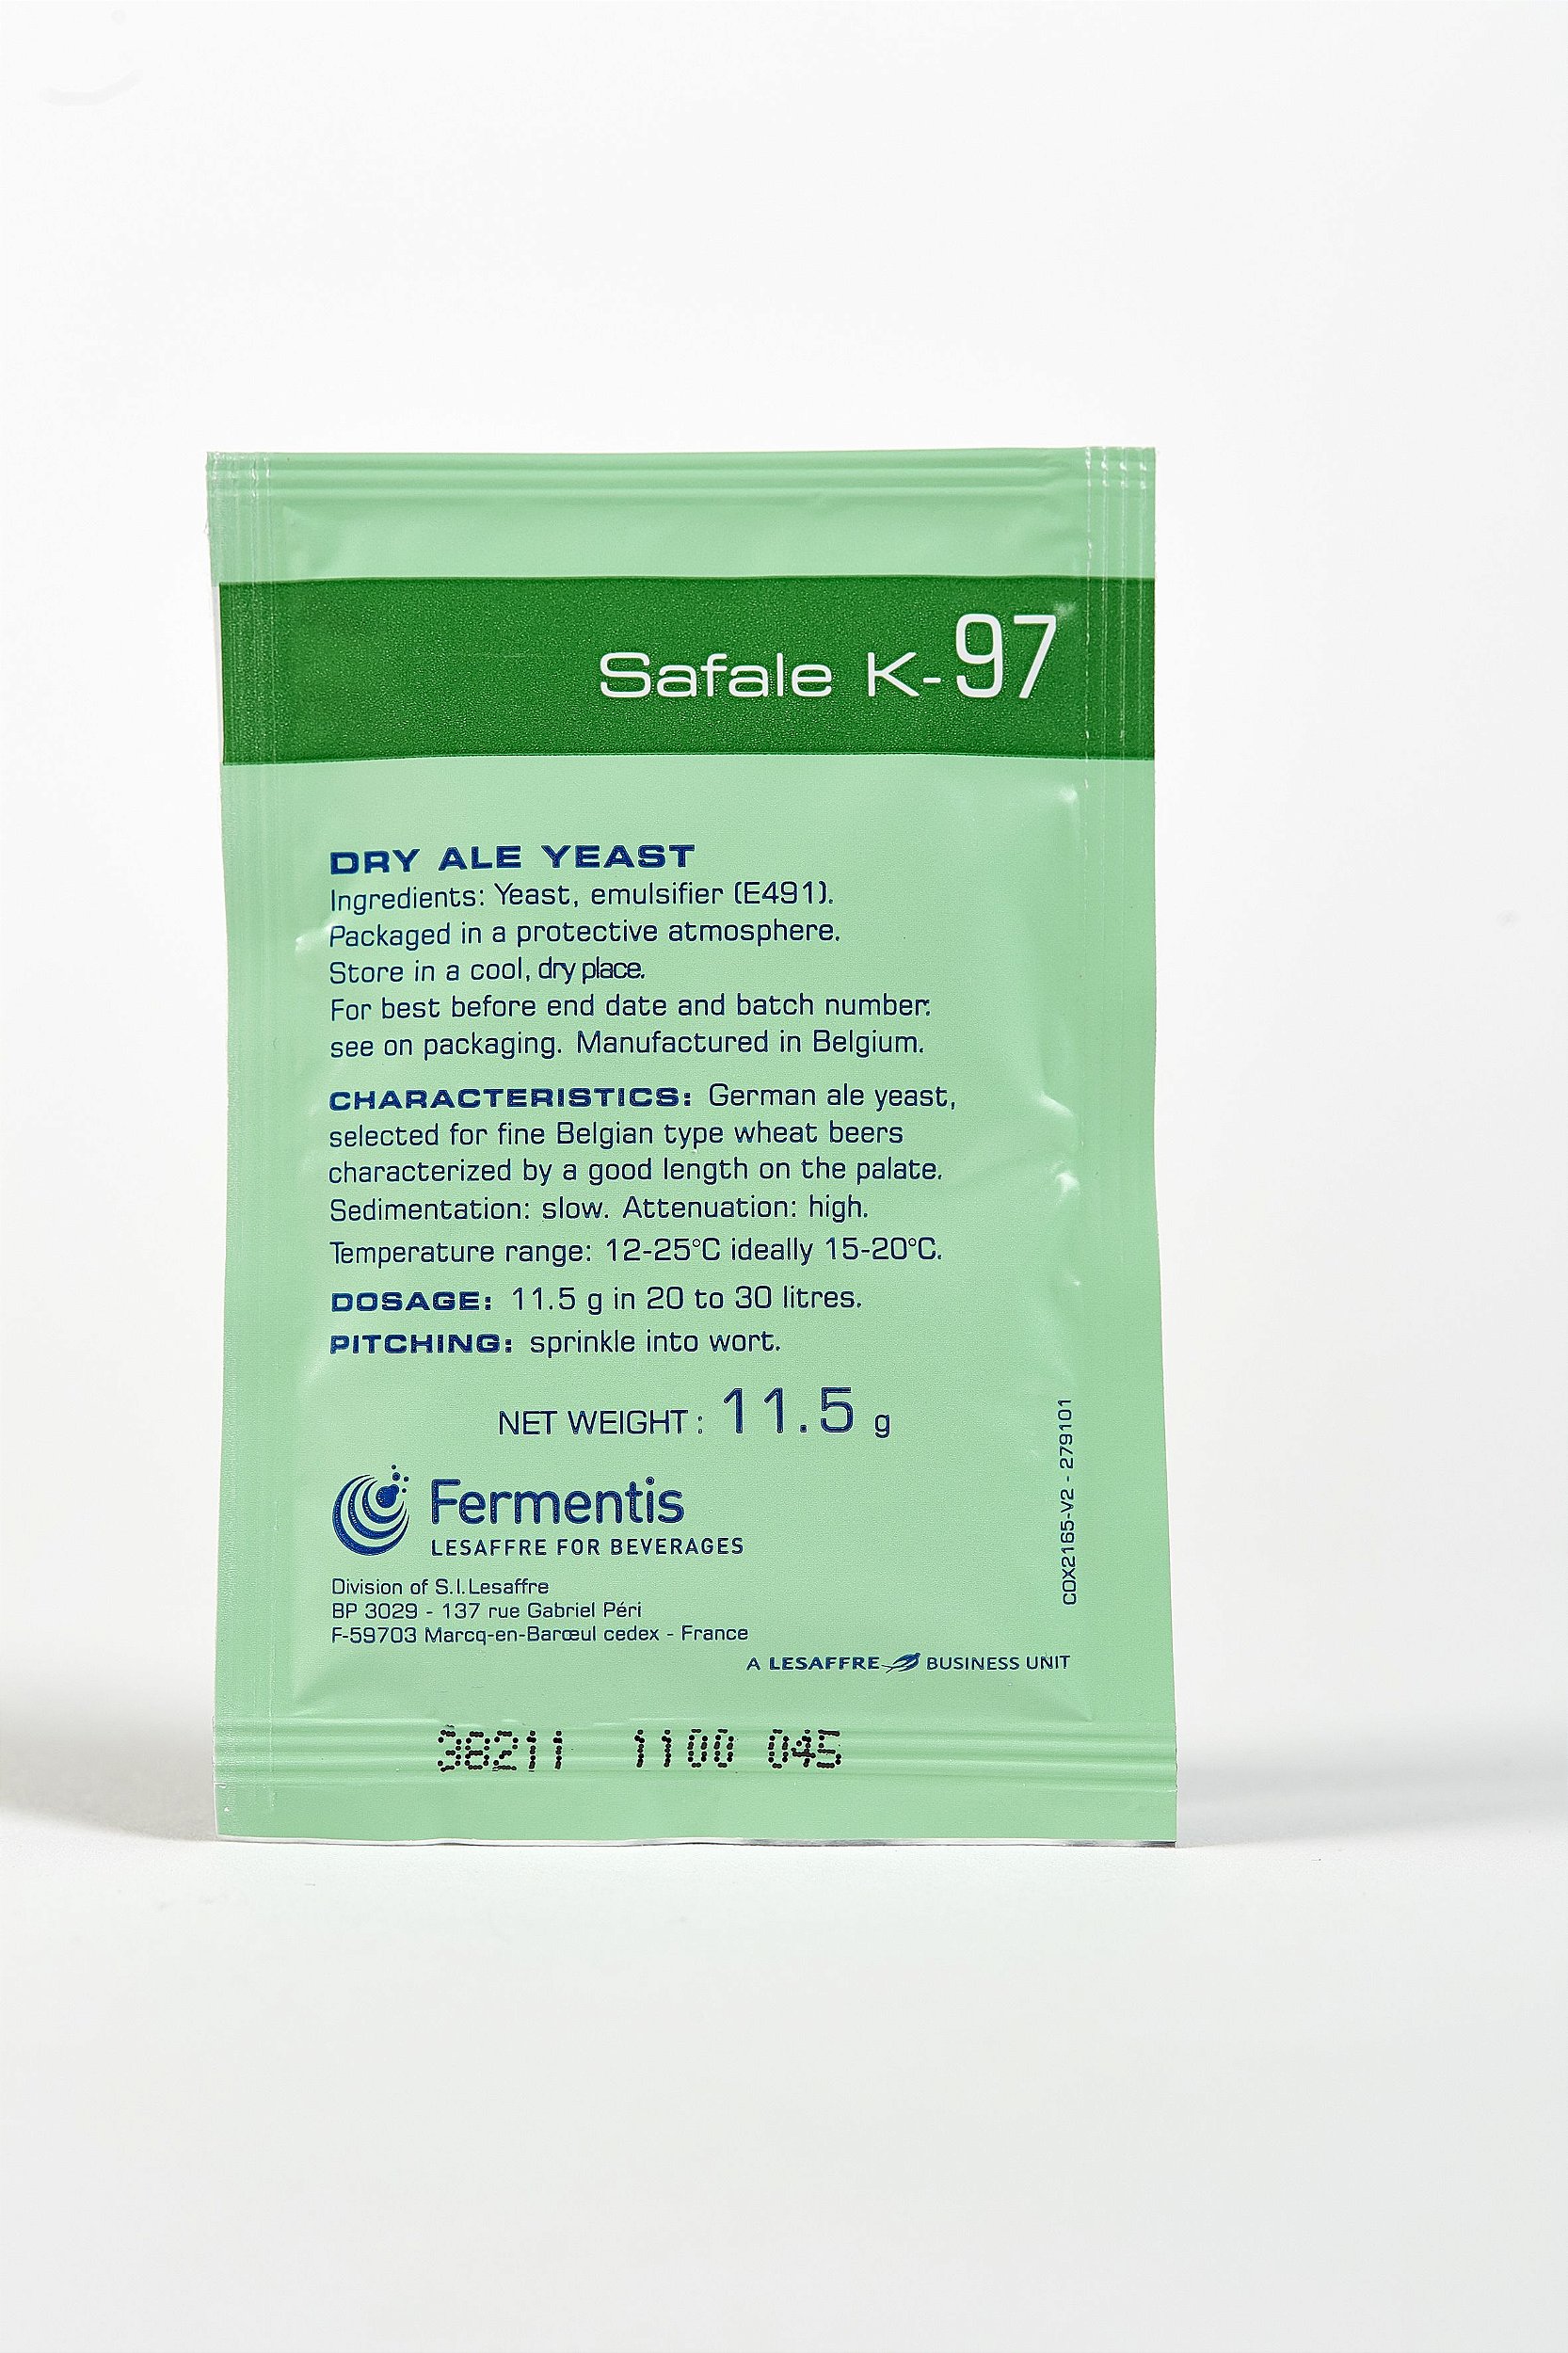 Safale K-97
DRY ALE YEAST
Ingredients: Yeast, emulsifier (E491).
Packaged in a protective atmosphere.
Store in a cool, dry place.
For best before end date and batch number:
see on packaging. Manufactured in Belgium.
CHARACTERISTICS: German ale yeast,
selected for fine Belgian type wheat beers
characterized by a good length on the palate.
Sedimentation: slow. Attenuation: high.
Temperature range: 12-25°C ideally 15-20°C.
DOSAGE: 11.5 g in 20 to 30 litres.
PITCHING: sprinkle into wort.
NET WEIGHT : 11.5 g
Fermentis
LESAFFRE FOR BEVERAGES
Division of S.I.Lesaffre
BP 3029 - 137 rue Gabriel Péri
F-59703 Marcq-en-Barœul cedex - France
A LESAFFRE BUSINESS UNIT
COX2165-V2 - 279101
38211 1100 045